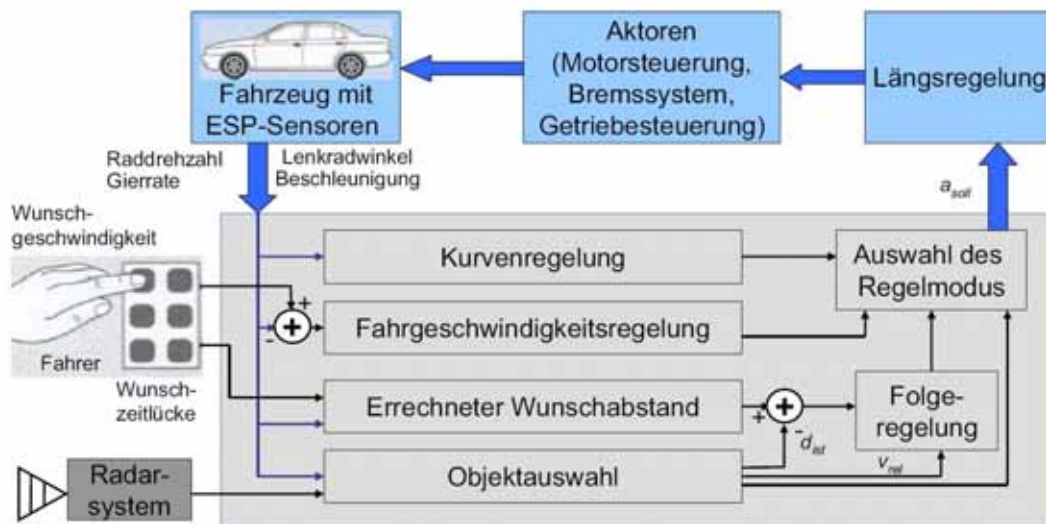 Fahrzeug mit
ESP-Sensoren
Aktoren
(Motorsteuerung,
Bremssystem,
Getriebesteuerung)
Längsregelung
Raddrehzahl
Gierrate
Lenkradwinkel
Beschleunigung
a_soll
Wunsch-
geschwindigkeit
Fahrer
Wunsch-
zeitlücke
Kurvenregelung
Auswahl des
Regelmodus
+
+
-
Fahrgeschwindigkeitsregelung
Errechneter Wunschabstand
+
+
-
d_ist
Folge-
regelung
Objektauswahl
v_rel
Radar-
system